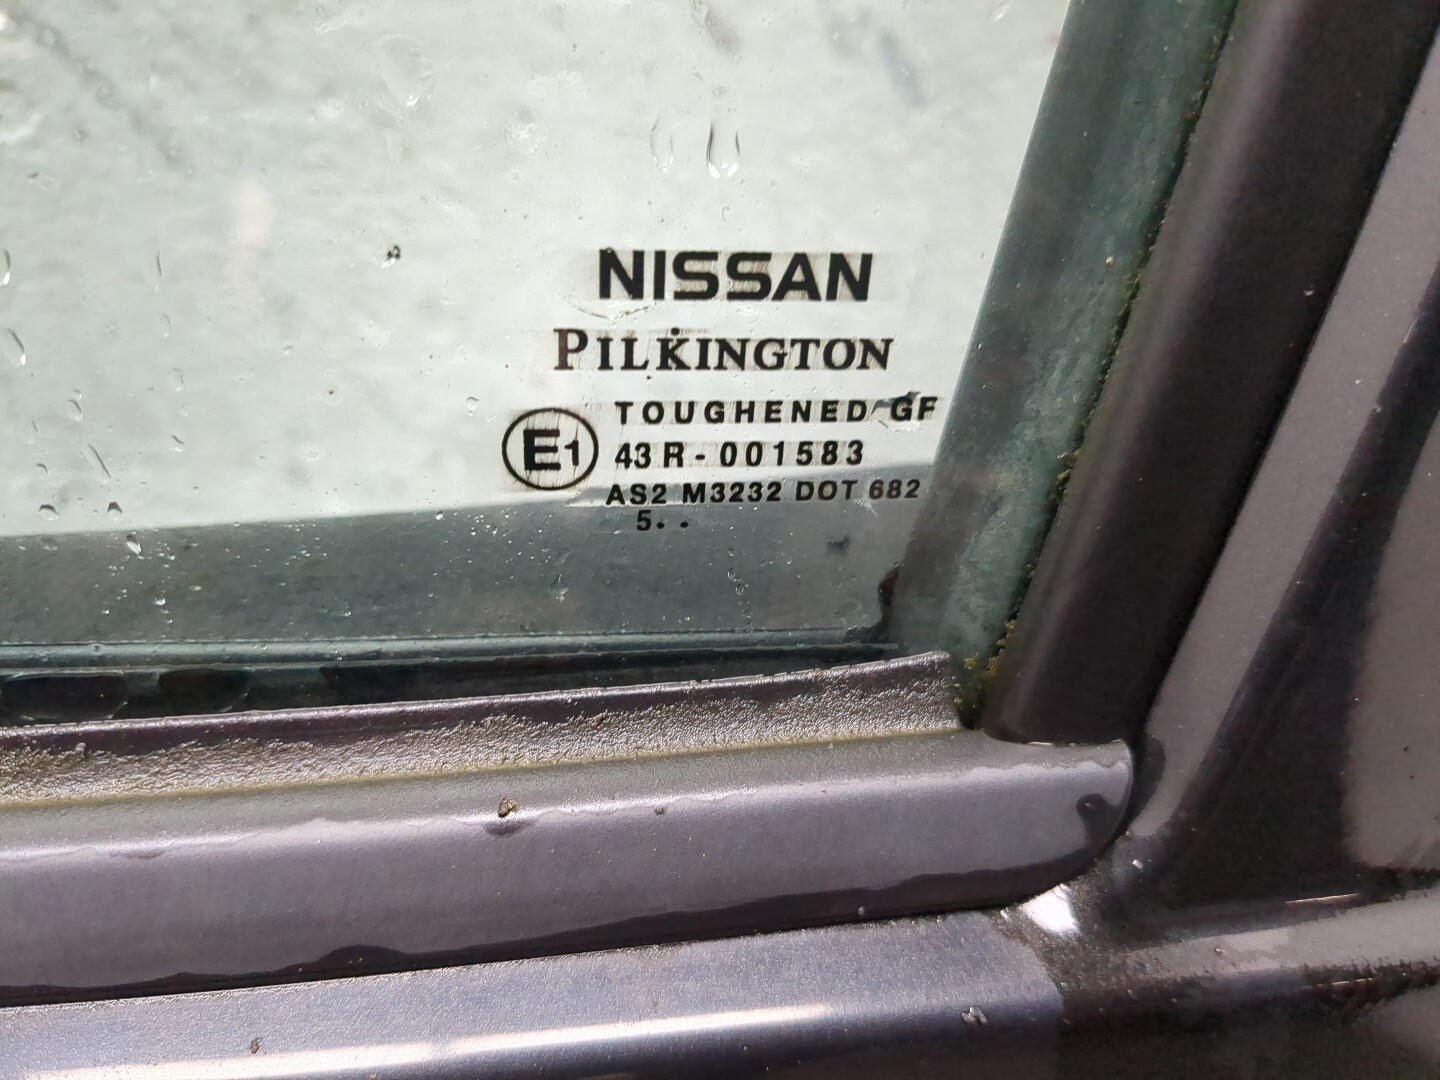 NISSAN
PILKINGTON
TOUGHENED GF
E1
43R-001583
AS2 M3232 DOT 682
5. .